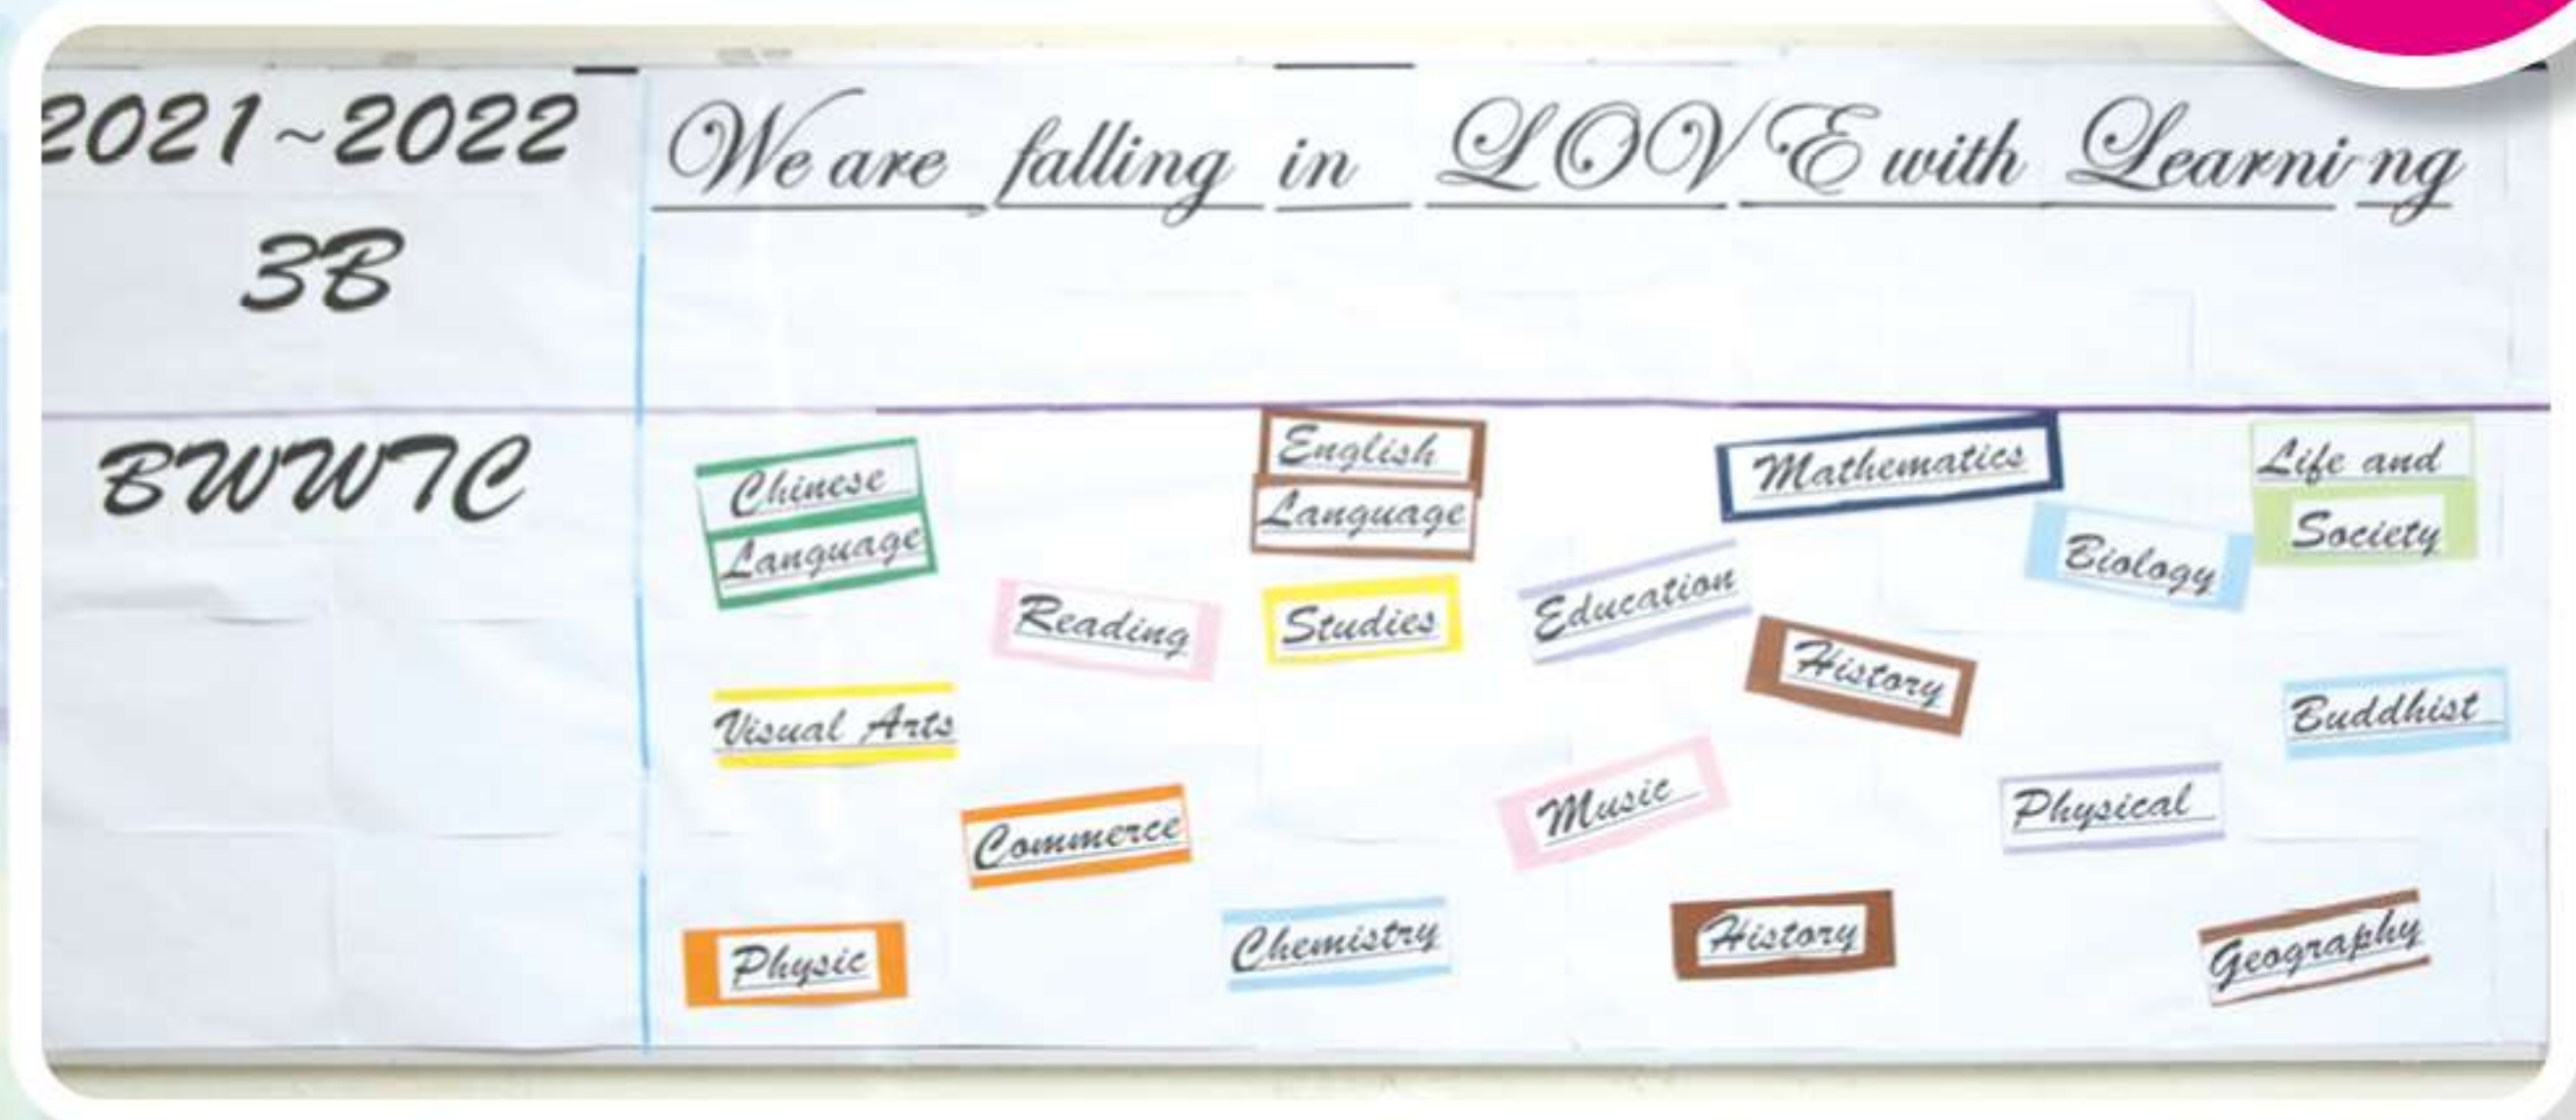 2021~2022
3B
We are falling in LOVE with Learning
BWWTC
Chinese
Language
English
Language
Mathematics
Life and
Society
Biology
Reading
Studies
Education
History
Visual Arts
Buddhist
Commerce
Music
Physical
Physic
Chemistry
History
Geography